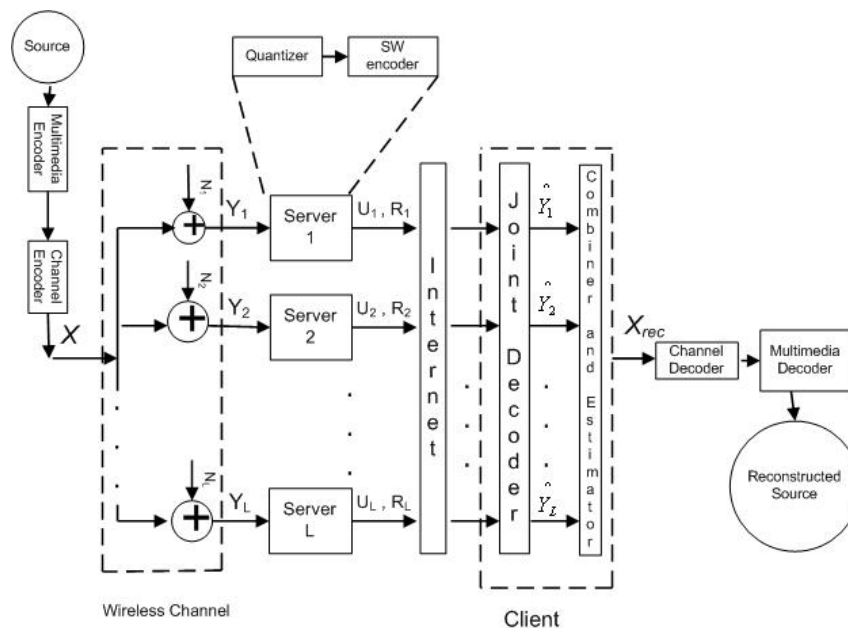 Source
Multimedia
Encoder
Channel
Encoder
X
N1
N2
NL
Wireless Channel
Quantizer
SW
encoder
Y1
Y2
YL
Server
1
Server
2
Server
L
U1 , R1
U2 , R2
UL , RL
Internet
Joint Decoder
Ŷ1
Ŷ2
ŶL
Combiner and Estimator
Client
Xrec
Channel
Decoder
Multimedia
Decoder
Reconstructed
Source